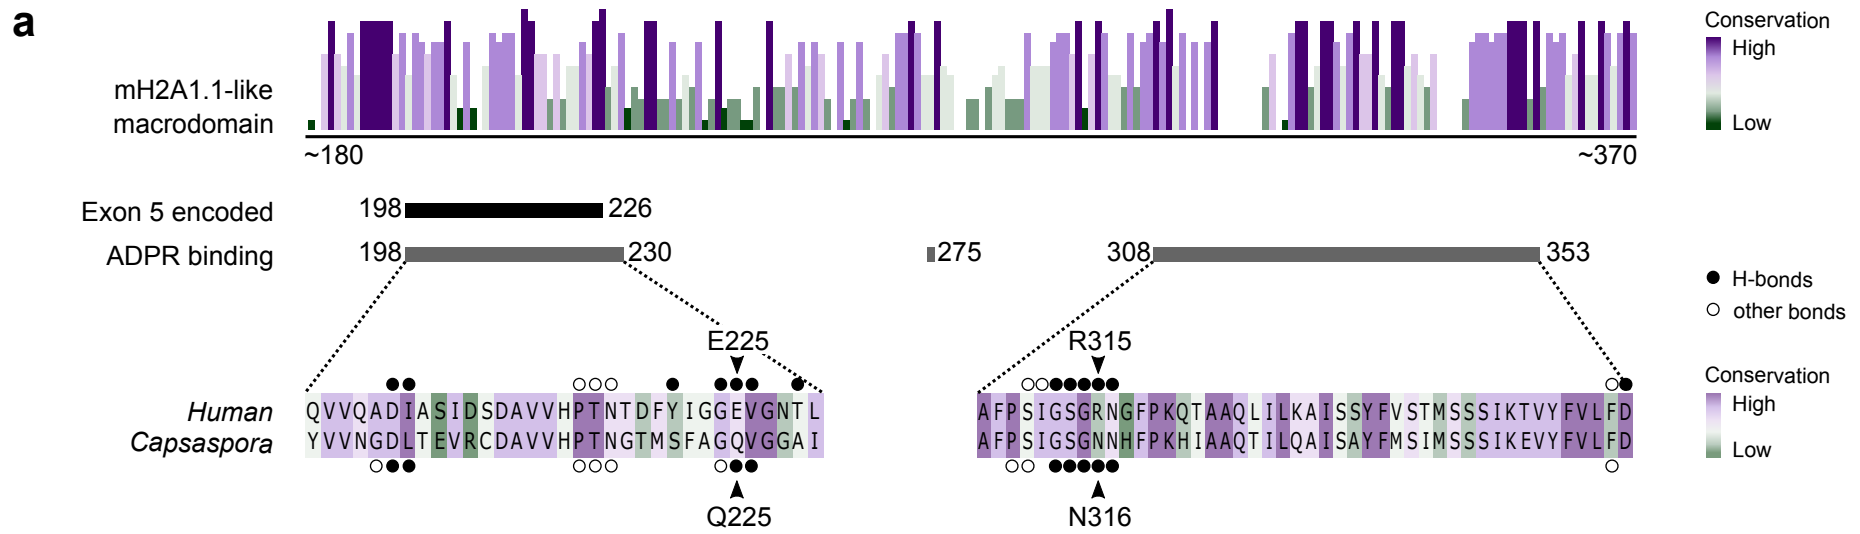 a
Conservation
High
Low
mH2A1.1-like
macrodomain
~180
~370
Exon 5 encoded
198
226
ADPR binding
198
230
275
308
353
H-bonds
other bonds
E225
R315
Conservation
High
Low
Human
QVVQADIASIDSDAVVHPTNTDFYIGGEVGNTL
AFPSIGSGRNGFPKQTAAQLILKAISSYFVSTMSSSIKTVYFVLFD
Capsaspora
YVVNGDLTEVRCDAVVHPTNGTMSFAGQVGGAI
AFPSIGSGNNHFPKHIAAQTILQAISAYFMSIMSSSIKEVYFVLFD
Q225
N316